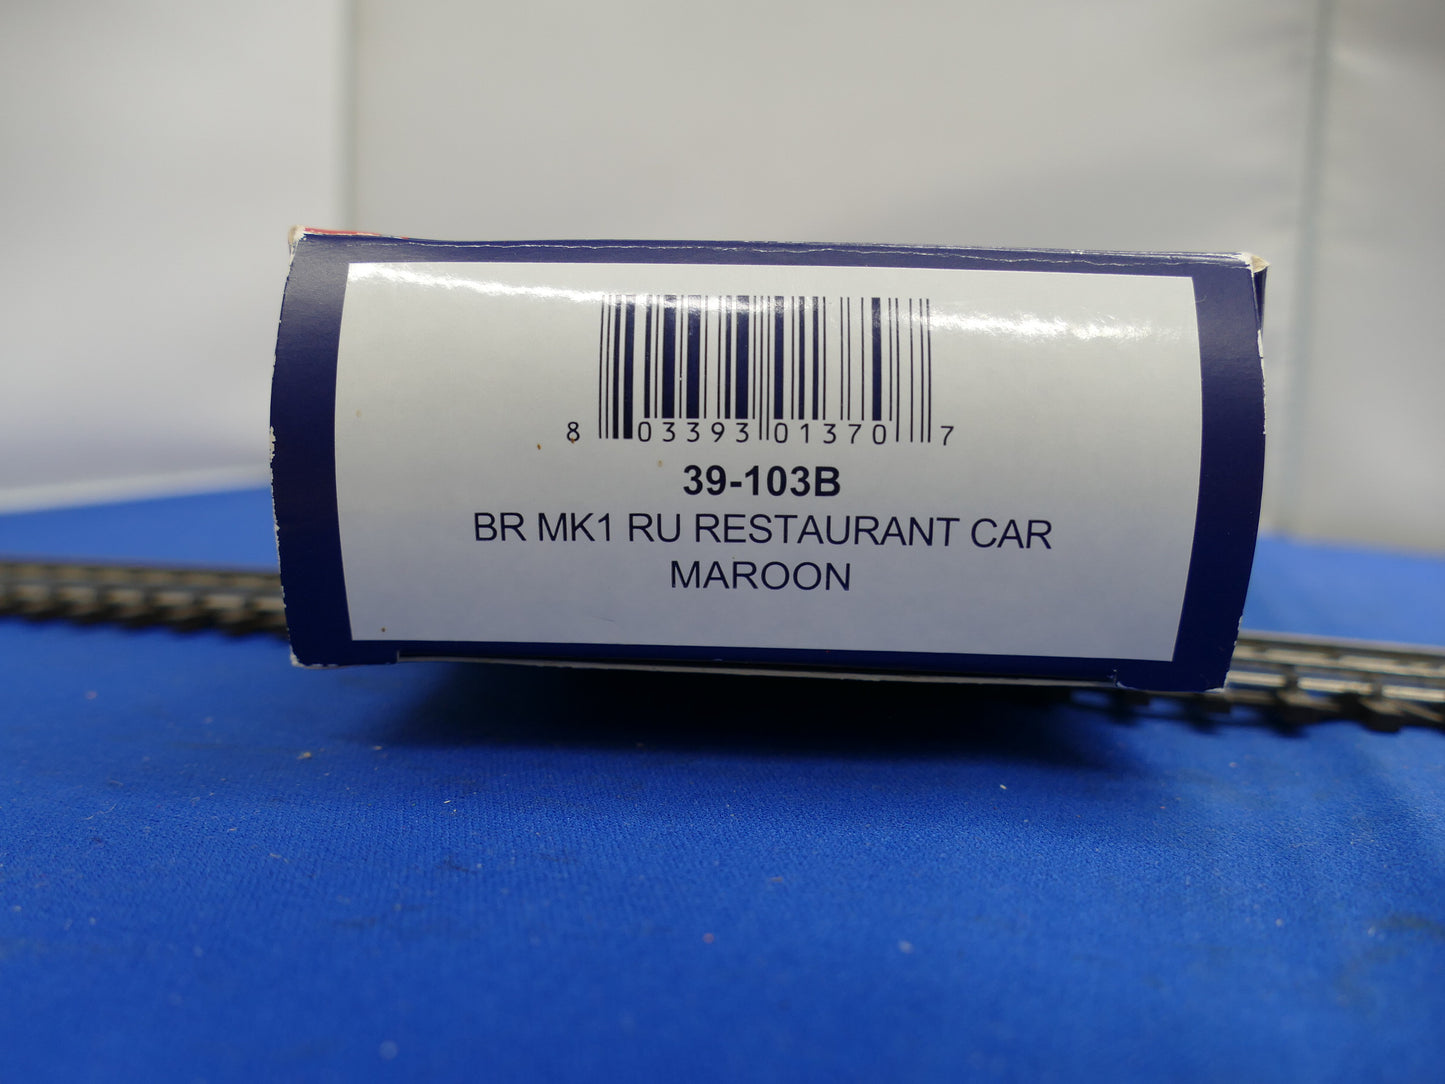 8 03393 01370 7
39-103B
BR MK1 RU RESTAURANT CAR
MAROON